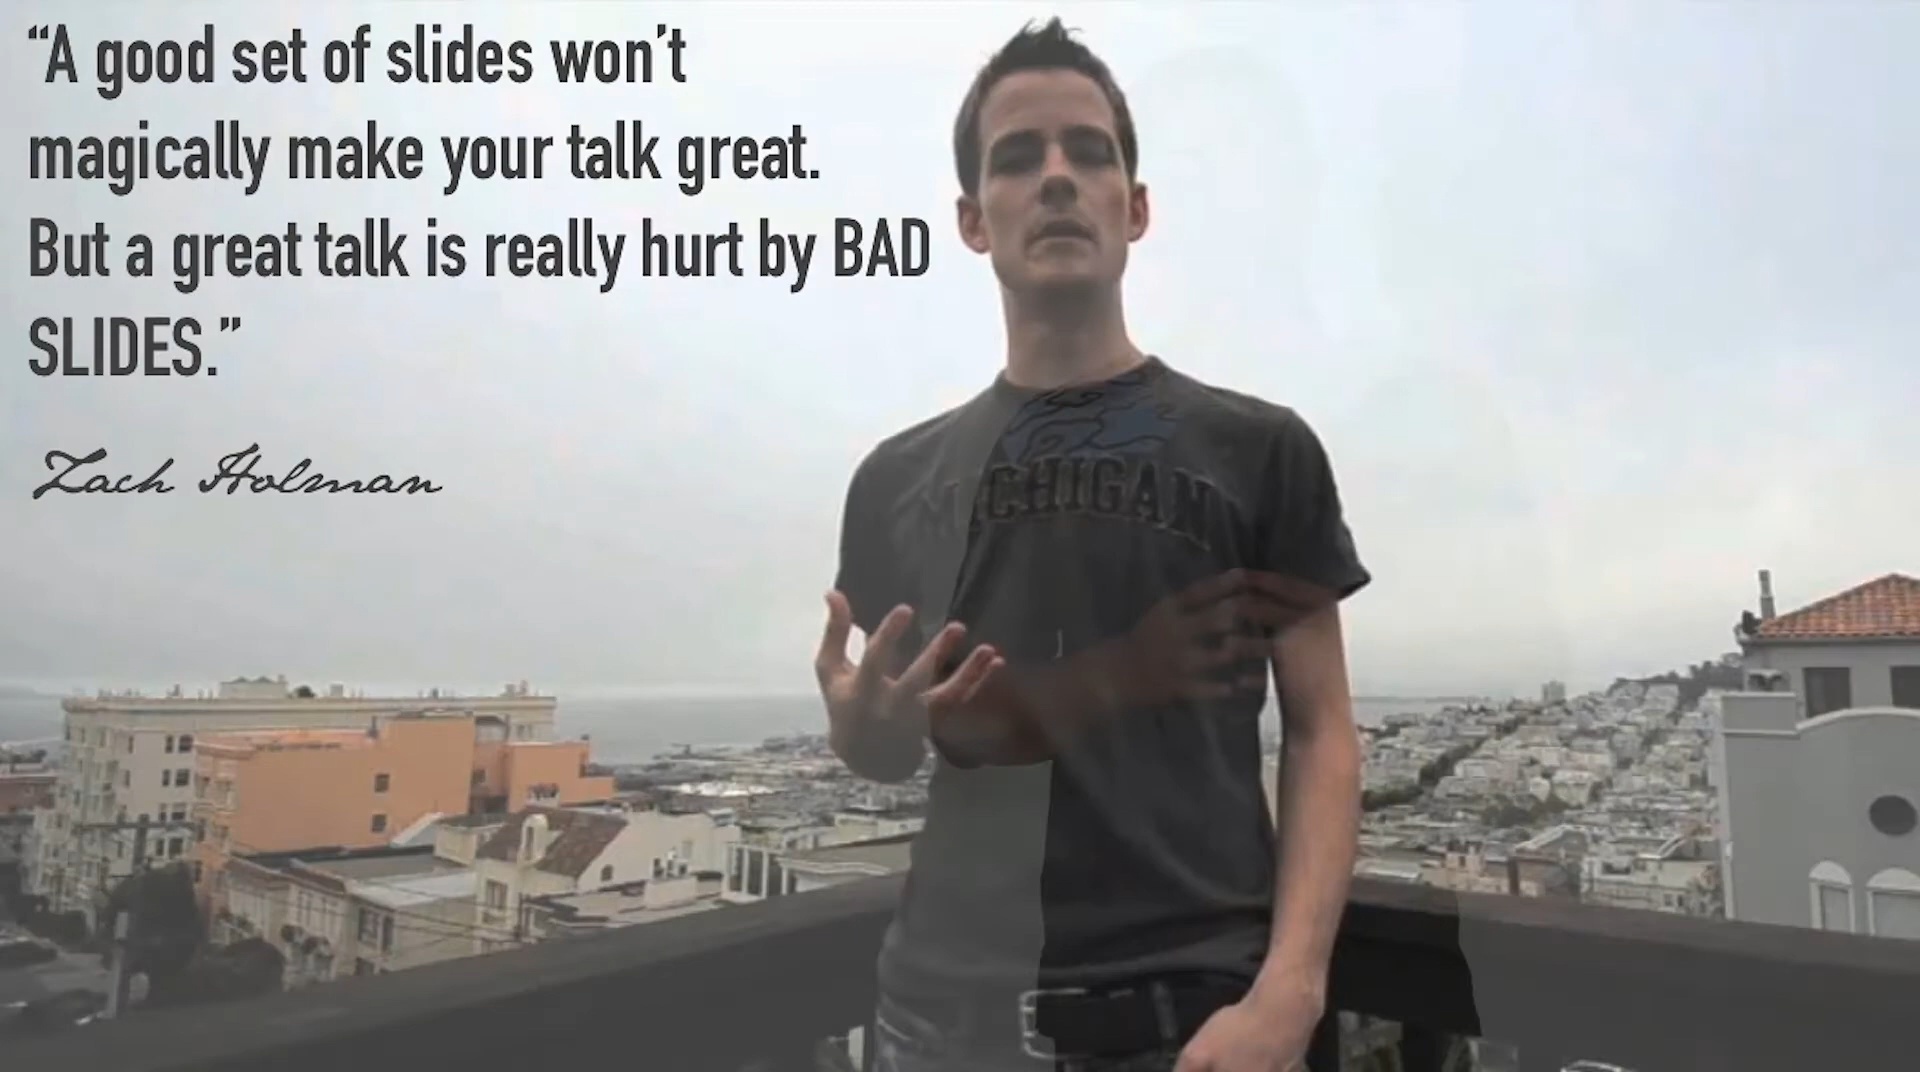 “A good set of slides won’t
magically make your talk great.
But a great talk is really hurt by BAD
SLIDES.”
Zach Holman
MICHIGAN